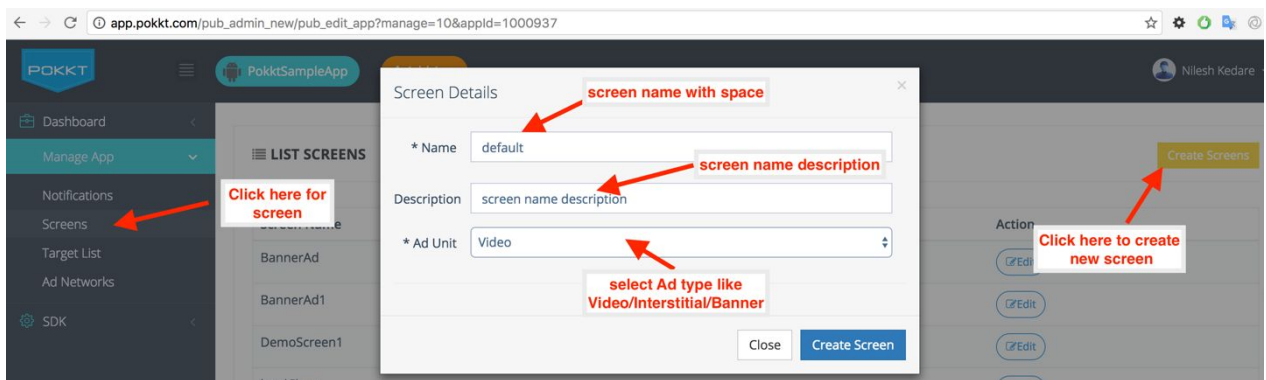 app.pokkt.com/pub_admin_new/pub_edit_app?manage=10&appId=1000937
POKKT
PokktSampleApp
Nilesh Kedare
Screen Details
×
screen name with space
Dashboard
Manage App
LIST SCREENS
* Name
default
Create Screens
screen name description
Notifications
Click here for
screen
Description
screen name description
Screens
Screen Name
Action
* Ad Unit
Video
Click here to create
new screen
Target List
BannerAd
Edit
Ad Networks
select Ad type like
Video/Interstitial/Banner
BannerAd1
Edit
SDK
DemoScreen1
Close
Create Screen
Edit